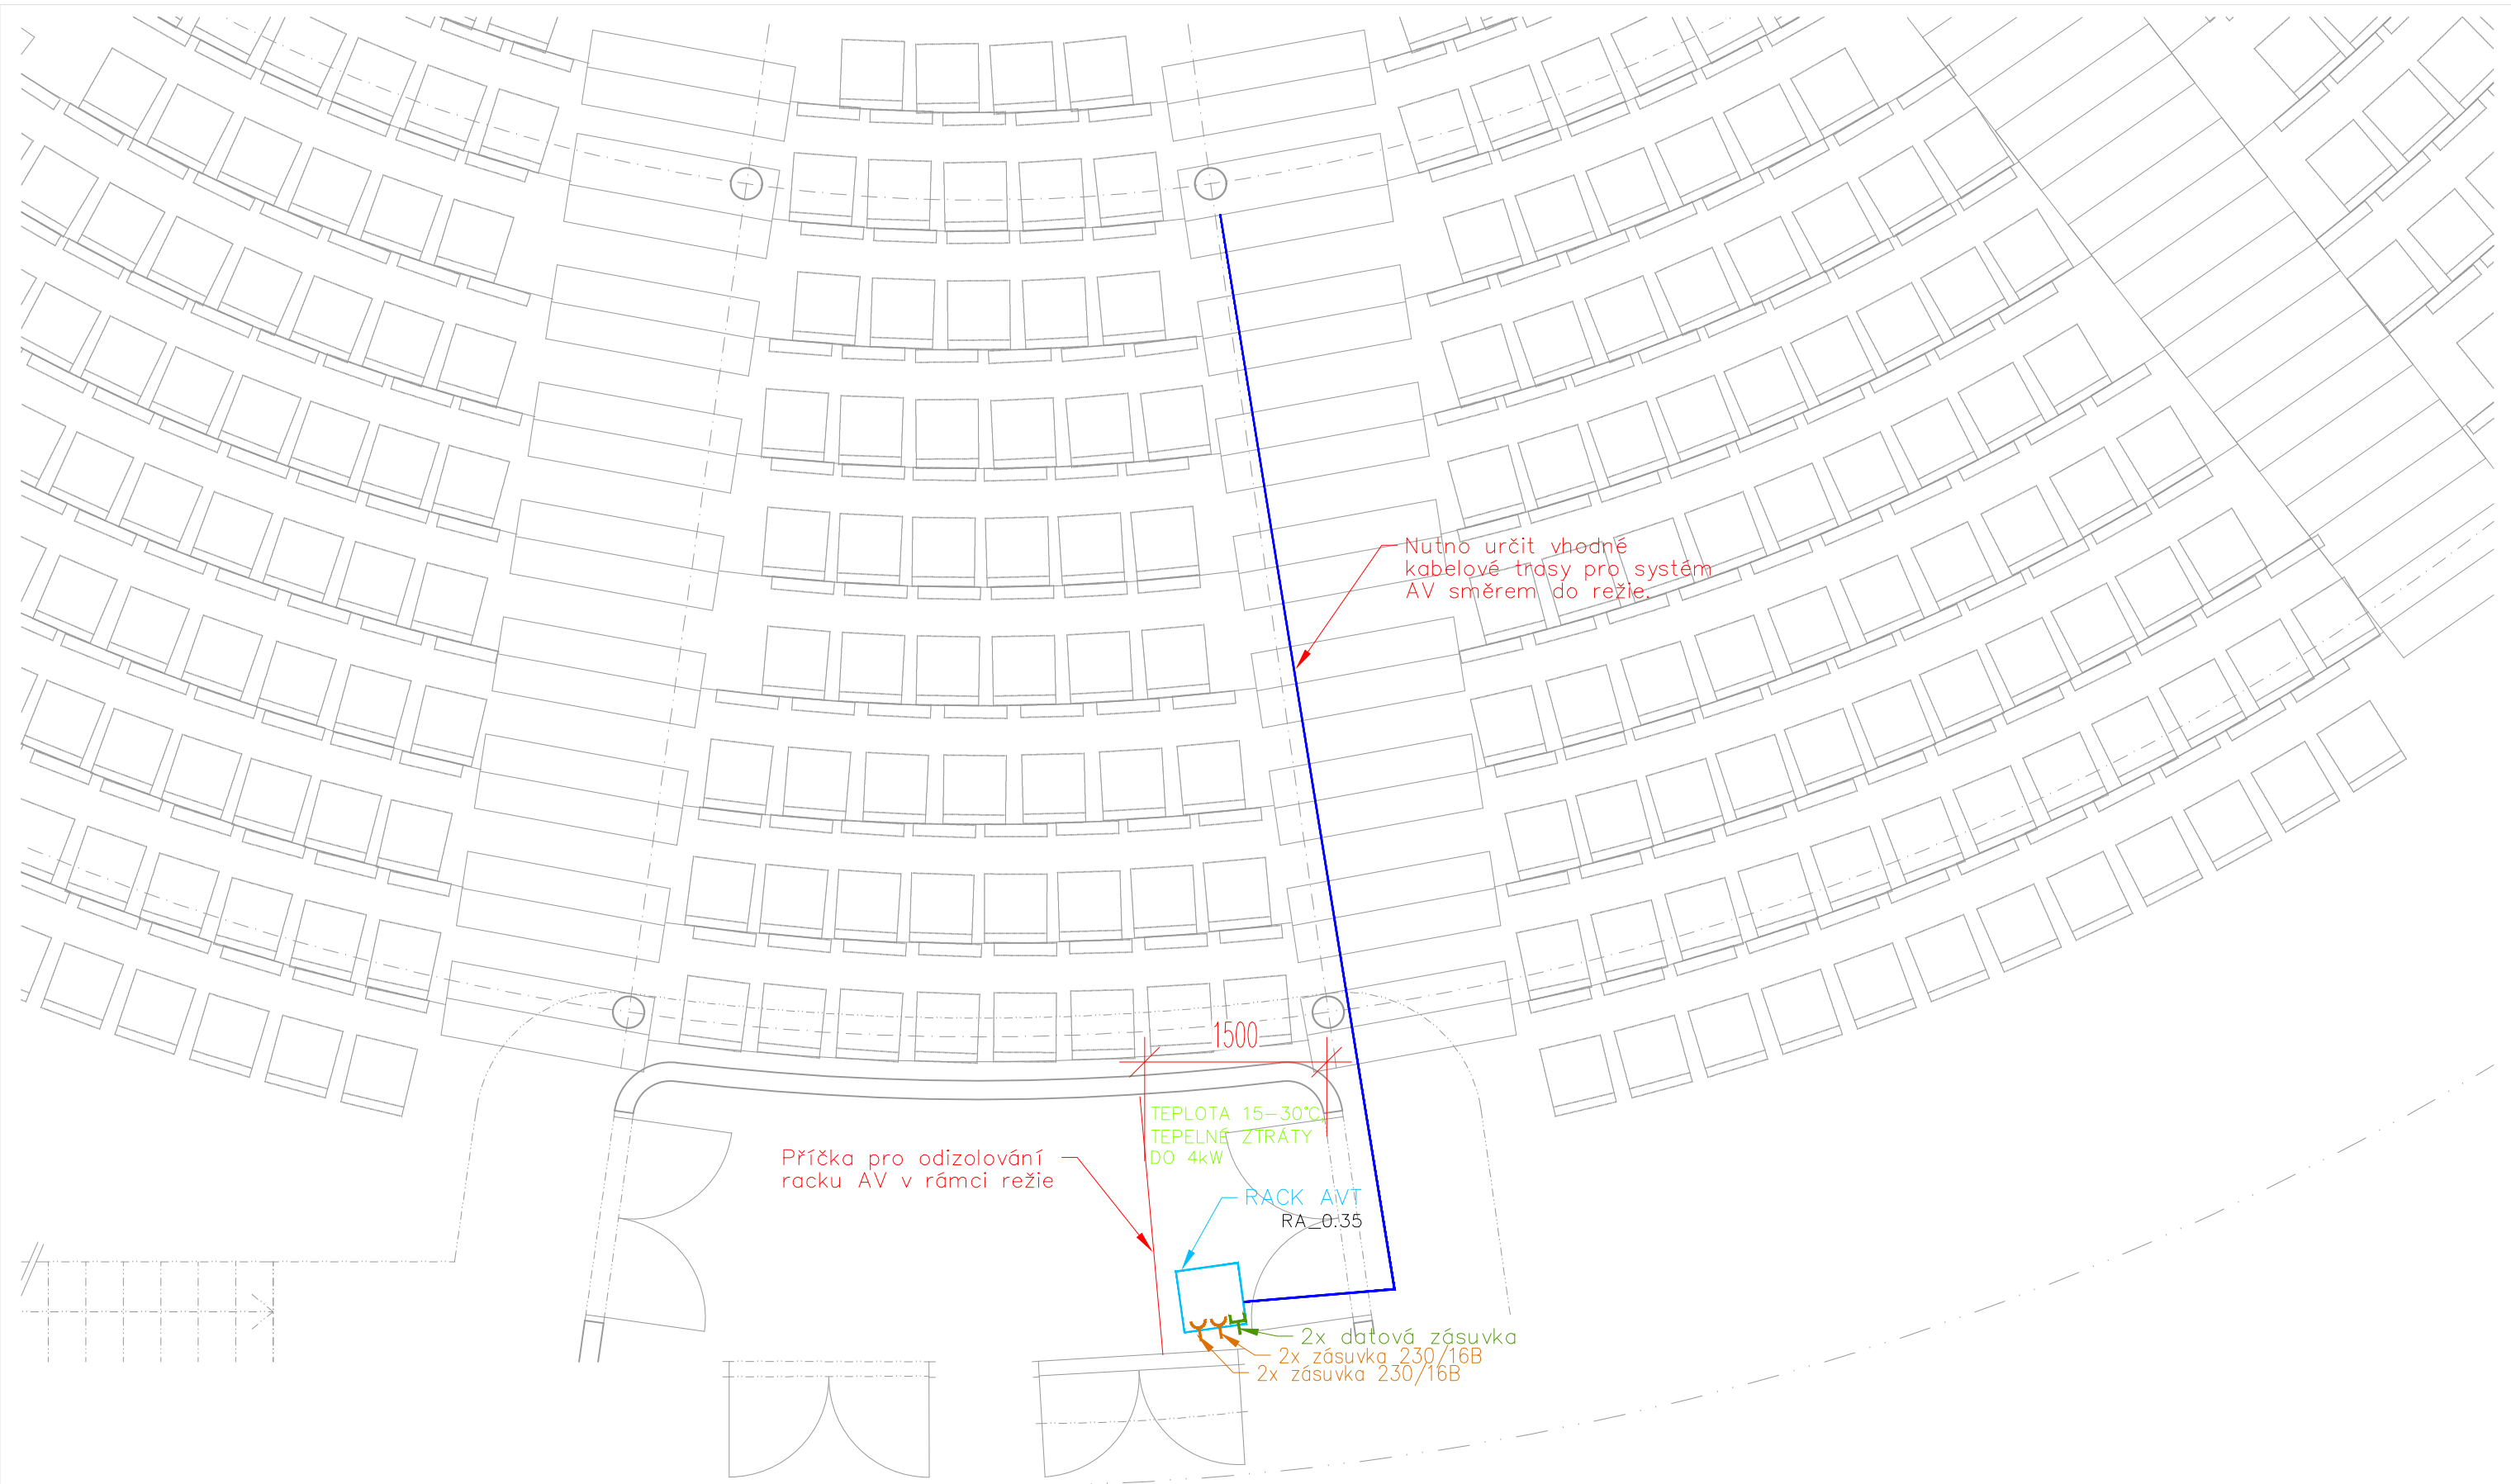 Nutno určit vhodné
kabelové trasy pro systém
AV směrem do režie.
1500
TEPLOTA 15-30°C,
TEPELNÉ ZTRÁTY
DO 4kW
Příčka pro odizolování
racku AV v rámci režie
RACK AVT
RA_0.35
2x datová zásuvka
2x zásuvka 230/16B
2x zásuvka 230/16B